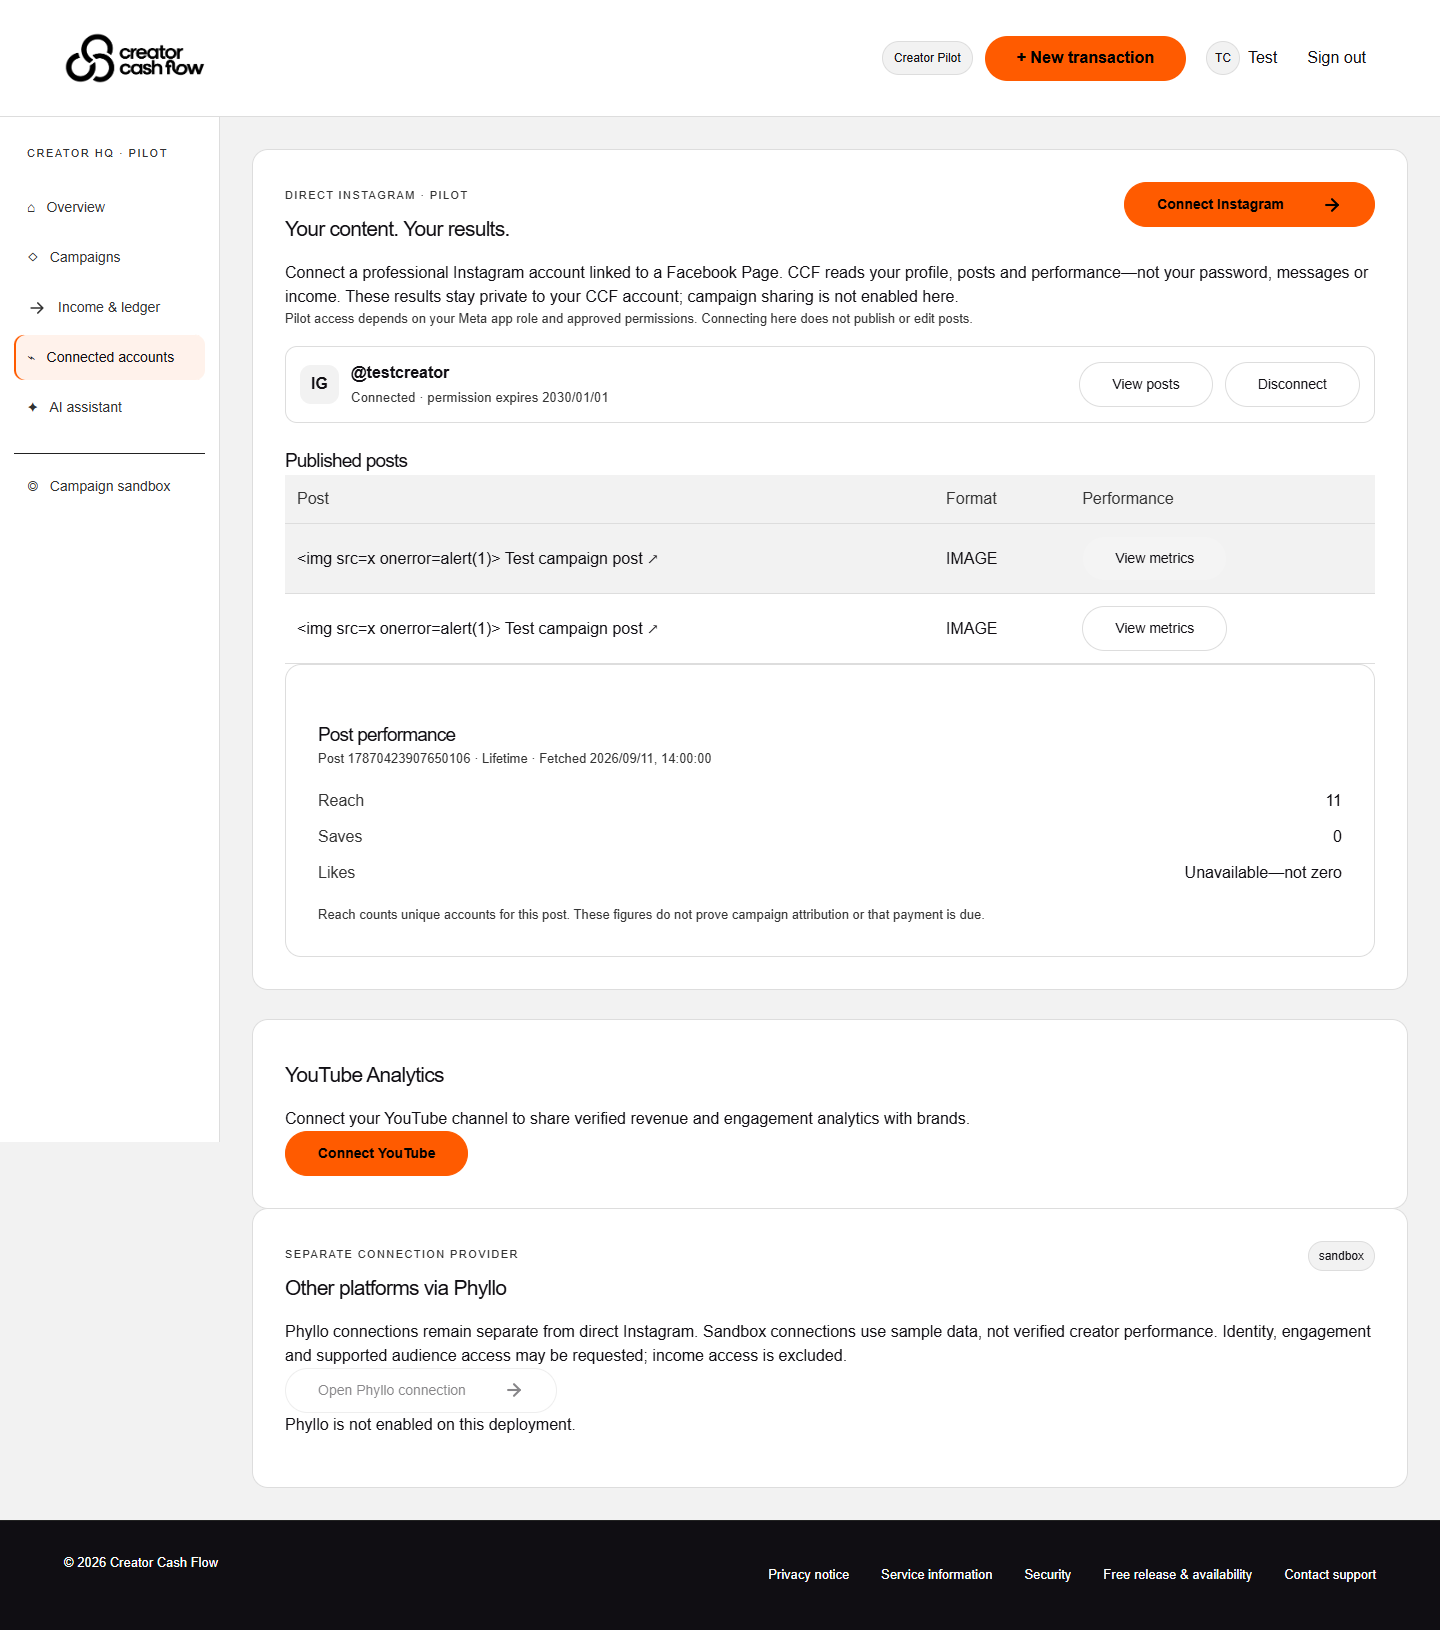 creator
cash flow
Creator Pilot
+ New transaction
TC
Test
Sign out
CREATOR HQ · PILOT
Overview
Campaigns
Income & ledger
Connected accounts
AI assistant
Campaign sandbox
DIRECT INSTAGRAM · PILOT
Your content. Your results.
Connect Instagram →
Connect a professional Instagram account linked to a Facebook Page. CCF reads your profile, posts and performance—not your password, messages or
income. These results stay private to your CCF account; campaign sharing is not enabled here.
Pilot access depends on your Meta app role and approved permissions. Connecting here does not publish or edit posts.
IG
@testcreator
Connected · permission expires 2030/01/01
View posts
Disconnect
Published posts
Post Format Performance
<img src=x onerror=alert(1)> Test campaign post ↗ IMAGE View metrics
<img src=x onerror=alert(1)> Test campaign post ↗ IMAGE View metrics
Post performance
Post 17870423907650106 · Lifetime · Fetched 2026/09/11, 14:00:00
Reach 11
Saves 0
Likes Unavailable—not zero
Reach counts unique accounts for this post. These figures do not prove campaign attribution or that payment is due.
YouTube Analytics
Connect your YouTube channel to share verified revenue and engagement analytics with brands.
Connect YouTube
SEPARATE CONNECTION PROVIDER
sandbox
Other platforms via Phyllo
Phyllo connections remain separate from direct Instagram. Sandbox connections use sample data, not verified creator performance. Identity, engagement
and supported audience access may be requested; income access is excluded.
Open Phyllo connection →
Phyllo is not enabled on this deployment.
© 2026 Creator Cash Flow
Privacy notice Service information Security Free release & availability Contact support